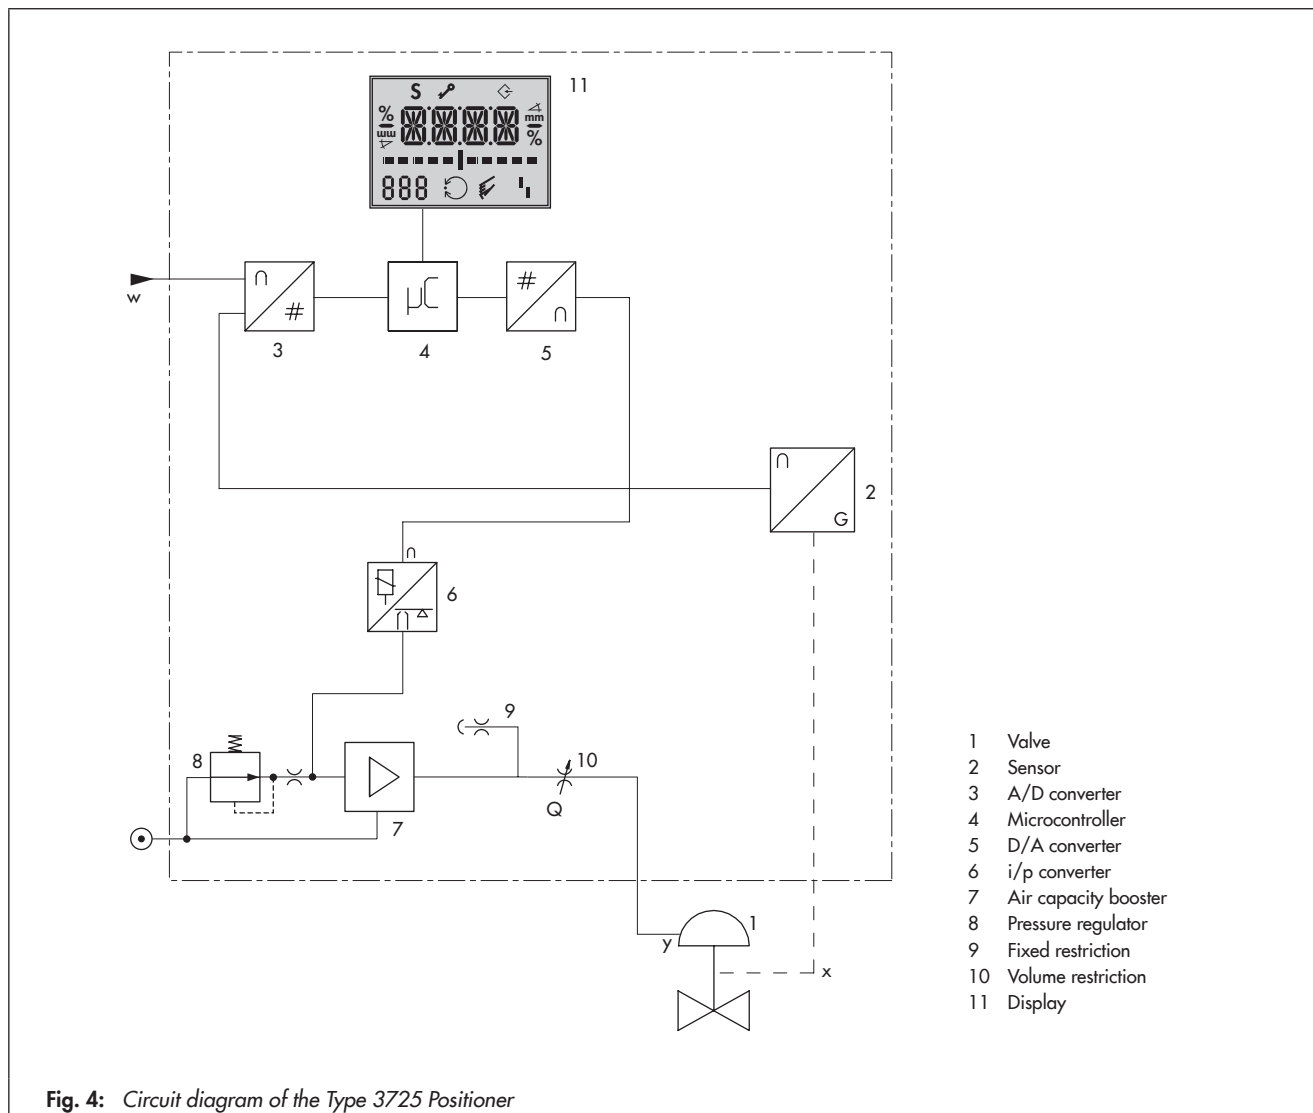 11
S
%
mm
mm
%
888
w
3
µC
4
5
2
G
6
9
8
10
Q
7
1
y
x
1 Valve
2 Sensor
3 A/D converter
4 Microcontroller
5 D/A converter
6 i/p converter
7 Air capacity booster
8 Pressure regulator
9 Fixed restriction
10 Volume restriction
11 Display
Fig. 4: Circuit diagram of the Type 3725 Positioner